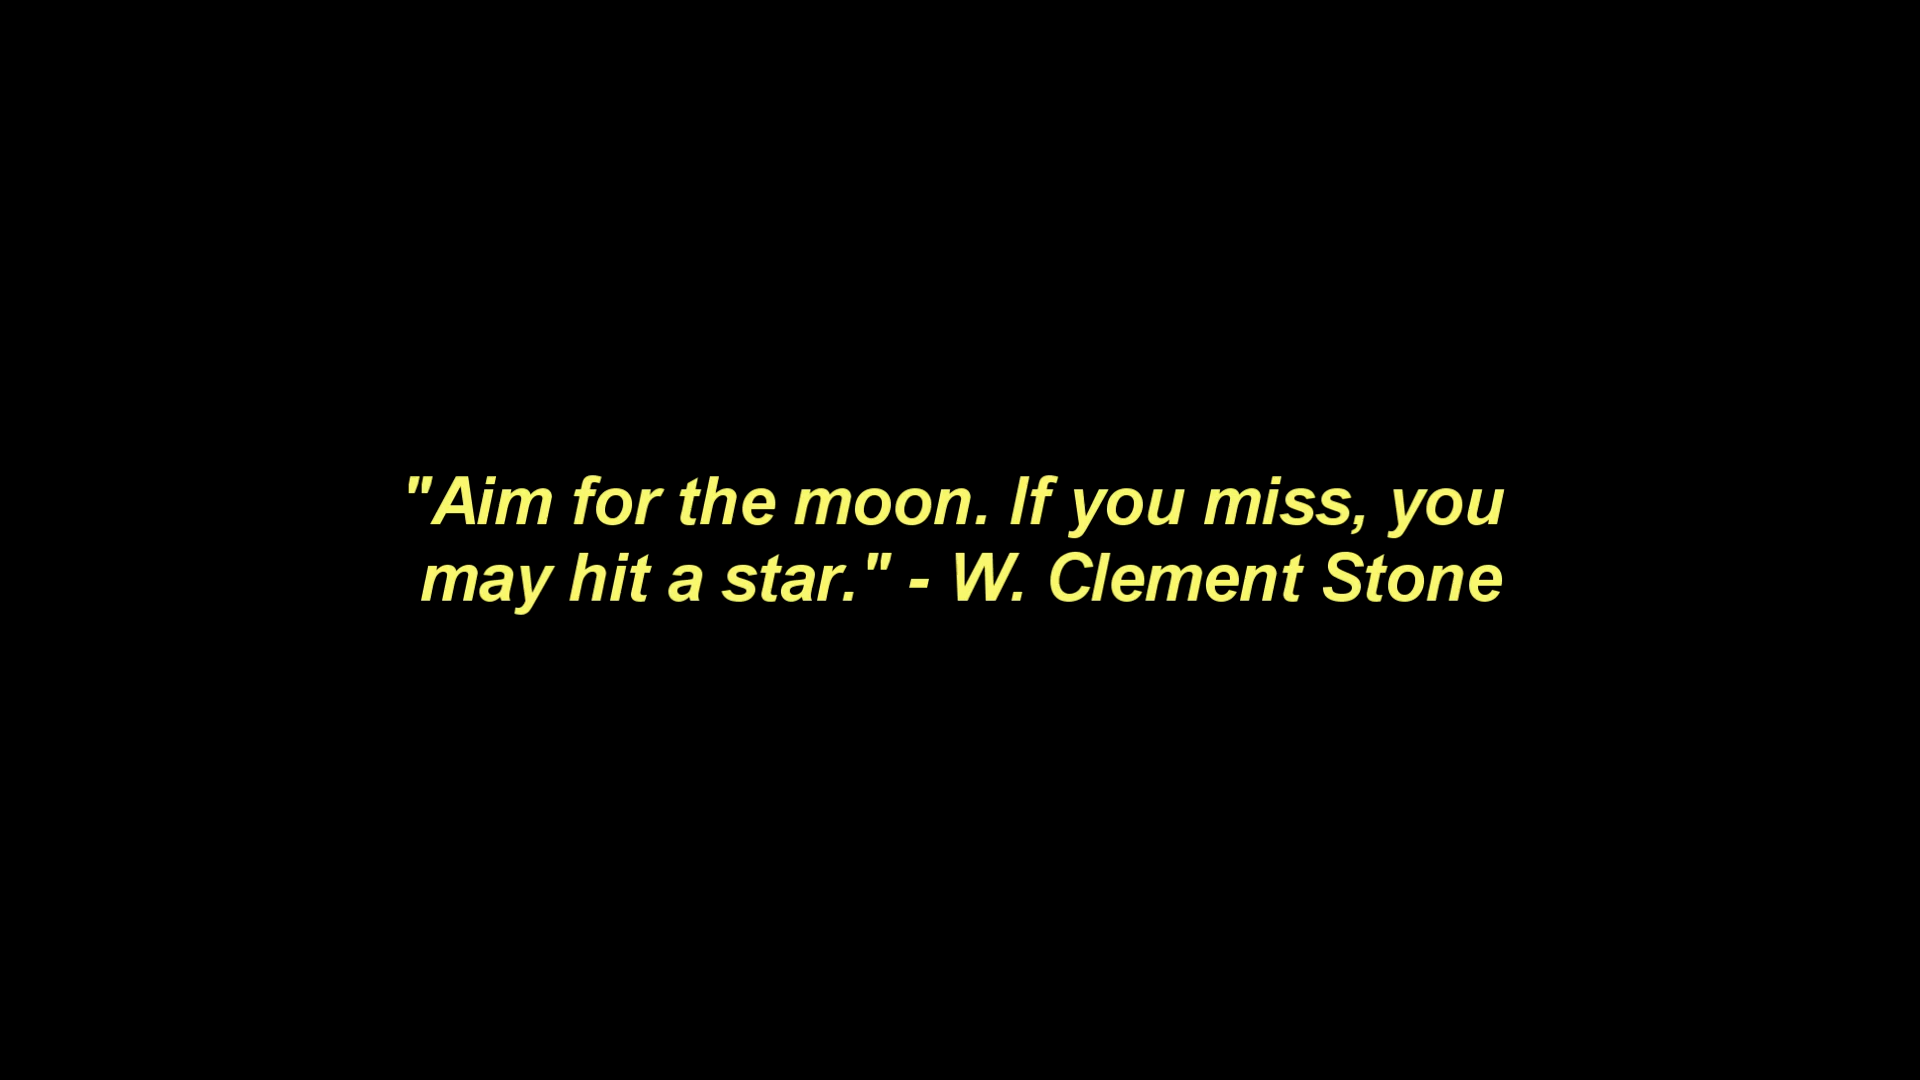 "Aim for the moon. If you miss, you
may hit a star." - W. Clement Stone